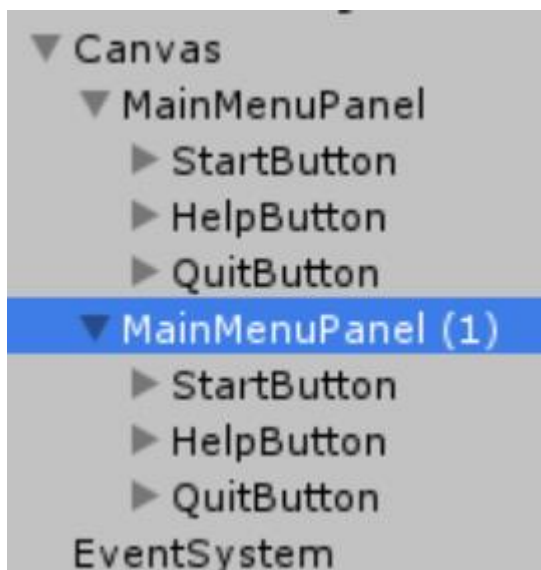 Canvas
MainMenuPanel
StartButton
HelpButton
QuitButton
MainMenuPanel (1)
StartButton
HelpButton
QuitButton
EventSystem